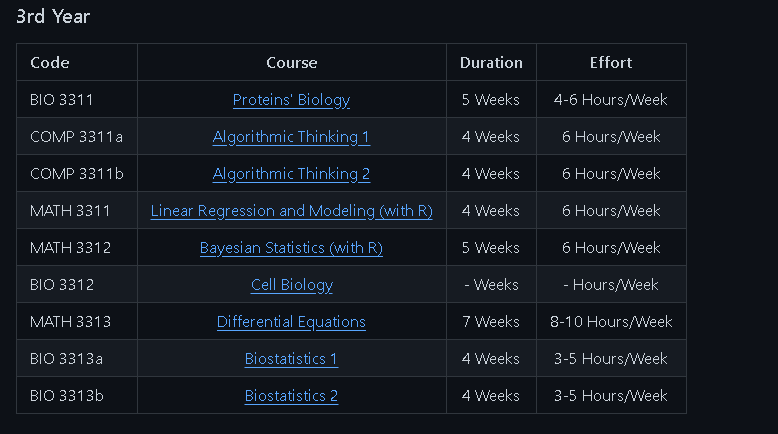 3rd Year
Code Course Duration Effort
BIO 3311 Proteins' Biology 5 Weeks 4-6 Hours/Week
COMP 3311a Algorithmic Thinking 1 4 Weeks 6 Hours/Week
COMP 3311b Algorithmic Thinking 2 4 Weeks 6 Hours/Week
MATH 3311 Linear Regression and Modeling (with R) 4 Weeks 6 Hours/Week
MATH 3312 Bayesian Statistics (with R) 5 Weeks 6 Hours/Week
BIO 3312 Cell Biology - Weeks - Hours/Week
MATH 3313 Differential Equations 7 Weeks 8-10 Hours/Week
BIO 3313a Biostatistics 1 4 Weeks 3-5 Hours/Week
BIO 3313b Biostatistics 2 4 Weeks 3-5 Hours/Week